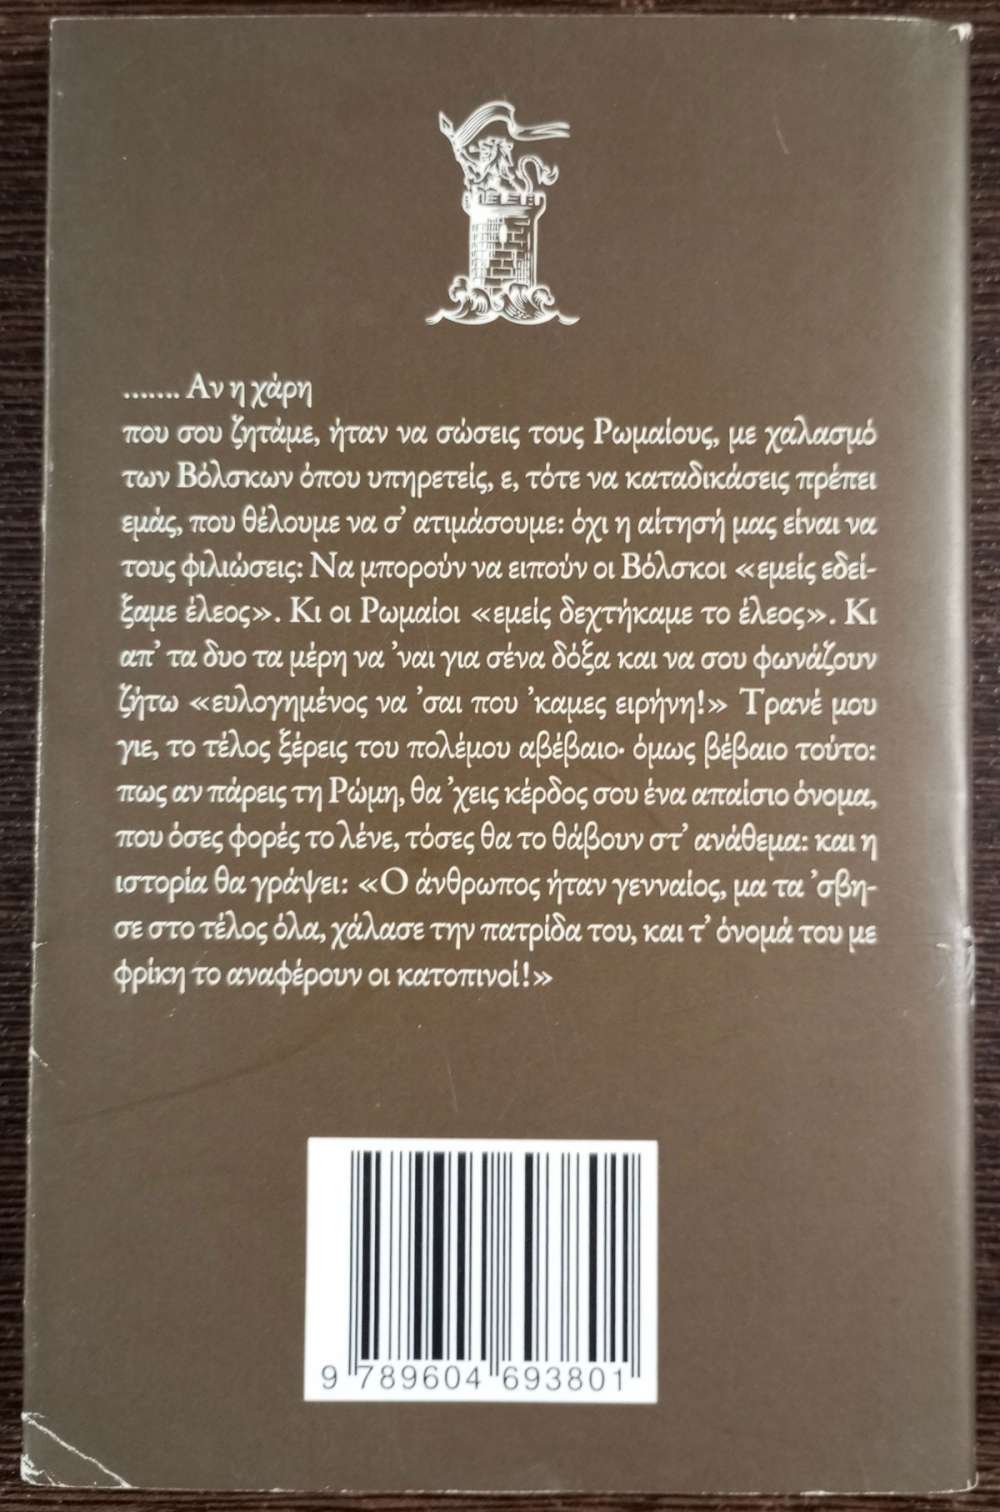 ....... Αν η χάρη
που σου ζητάμε, ήταν να σώσεις τους Ρωμαίους, με χαλασμό
των Βόλσκων όπου υπηρετείς, ε, τότε να καταδικάσεις πρέπει
εμάς, που θέλουμε να σ' ατιμάσουμε: όχι η αίτησή μας είναι να
τους φιλιώσεις: Να μπορούν να ειπούν οι Βόλσκοι «εμείς εδεί-
ξαμε έλεος». Κι οι Ρωμαίοι «εμείς δεχτήκαμε το έλεος». Κι
απ' τα δυο τα μέρη να 'ναι για σένα δόξα και να σου φωνάζουν
ζήτω «ευλογημένος να 'σαι που 'καμες ειρήνη!» Τρανέ μου
γιε, το τέλος ξέρεις του πολέμου αβέβαιο· όμως βέβαιο τούτο:
πως αν πάρεις τη Ρώμη, θα 'χεις κέρδος σου ένα απαίσιο όνομα,
που όσες φορές το λένε, τόσες θα το θάβουν στ' ανάθεμα: και η
ιστορία θα γράψει: «Ο άνθρωπος ήταν γενναίος, μα τα 'σβη-
σε στο τέλος όλα, χάλασε την πατρίδα του, και τ' όνομά του με
φρίκη το αναφέρουν οι κατοπινοί!»
9 789604 693801